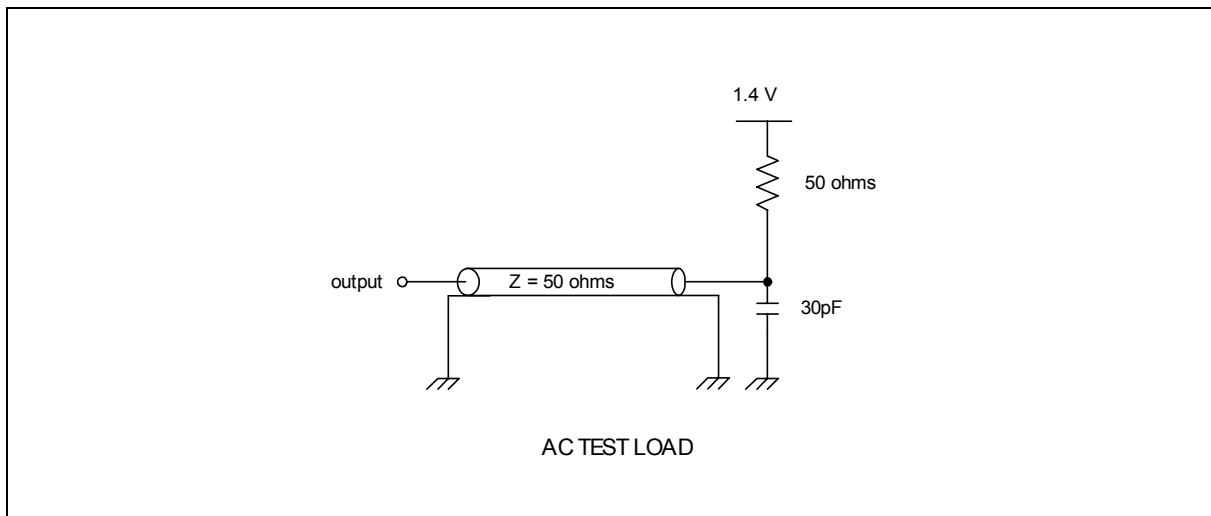 1.4 V
50 ohms
output
Z = 50 ohms
30pF
AC TEST LOAD